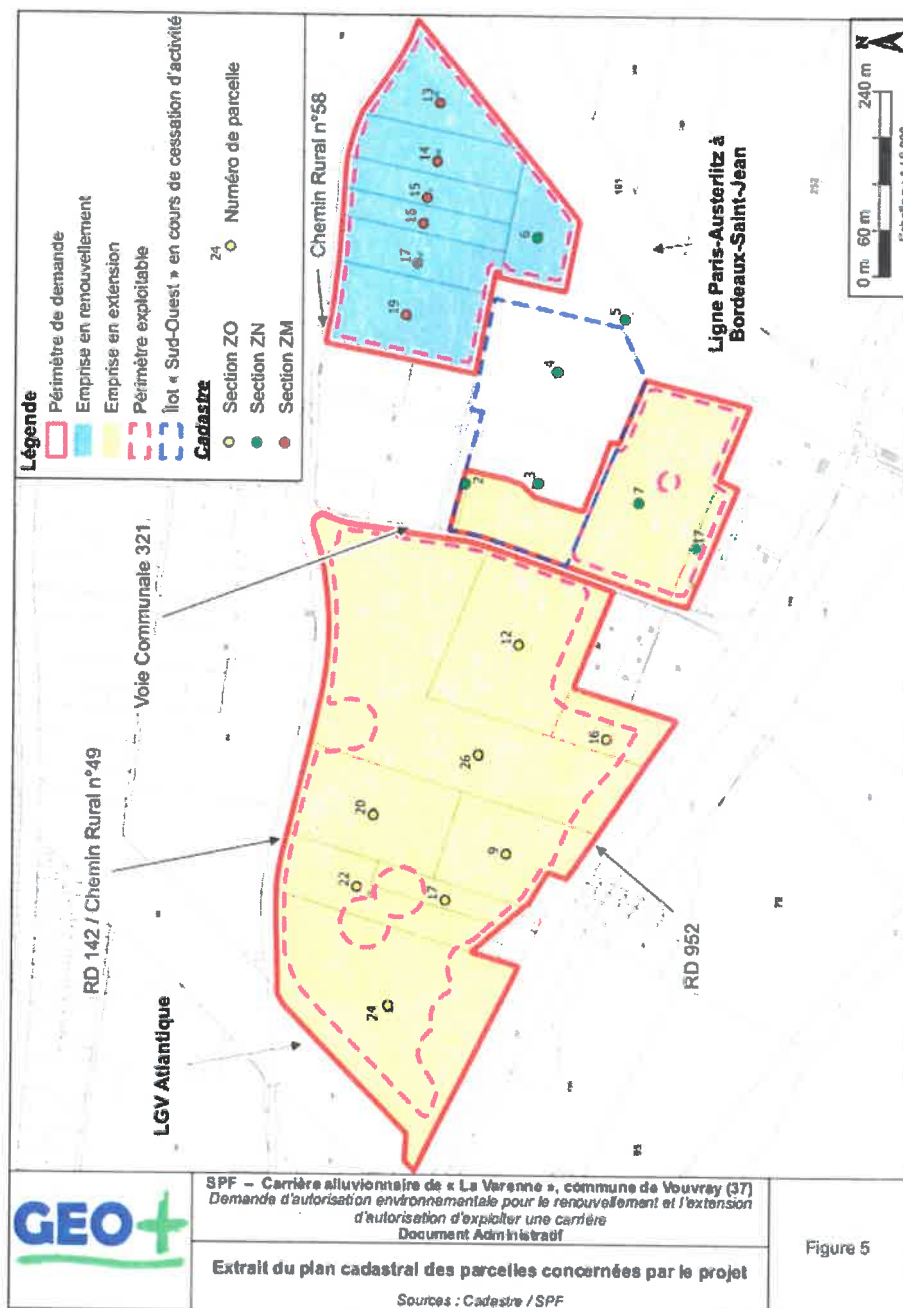 Légende
Périmètre de demande
Emprise en renouvellement
Emprise en extension
Périmètre exploitable
Îlot « Sud-Ouest » en cours de cessation d'activité
Cadastre
Section ZO
Section ZN
Section ZM
24 Numéro de parcelle
Chemin Rural n°58
Voie Communale 321
RD 142 / Chemin Rural n°49
LGV Atlantique
RD 952
Ligne Paris-Austerlitz à
Bordeaux-Saint-Jean
13
14
15
16
17
19
6
5
4
3
2
7
17
12
16
26
20
9
22
17
24
N
0 m 60 m 240 m
GEO+
SPF – Carrière alluvionnaire de « La Varenne », commune de Vouvray (37)
Demande d'autorisation environnementale pour le renouvellement et l'extension
d'autorisation d'exploiter une carrière
Document Administratif
Extrait du plan cadastral des parcelles concernées par le projet
Sources : Cadastre / SPF
Figure 5